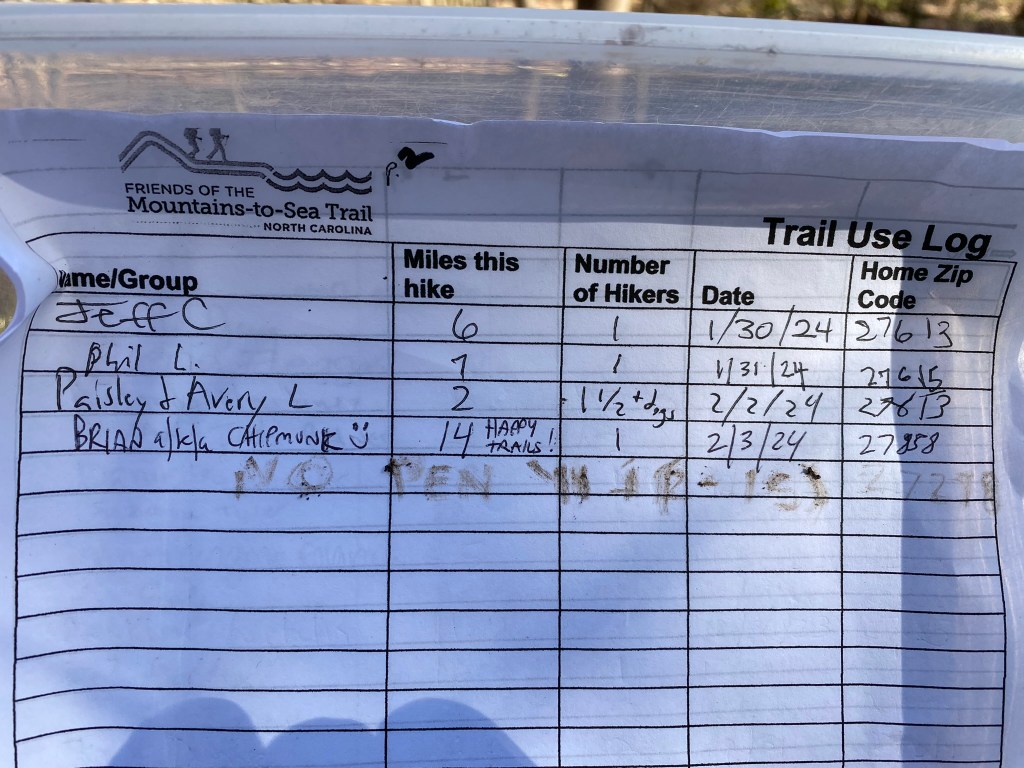 p. 2
FRIENDS OF THE
Mountains-to-Sea Trail
NORTH CAROLINA
Trail Use Log
Name/Group Miles this hike Number of Hikers Date Home Zip Code
Jeff C 6 1 1/30/24 27613
Phil L. 7 1 1/31/24 27615
Paisley & Avery L 2 1 1/2 + dogs 2/2/24 27613
BRIAN a/k/a CHIPMUNK 14 HAPPY TRAILS! 1 2/3/24 27858
NO PEN